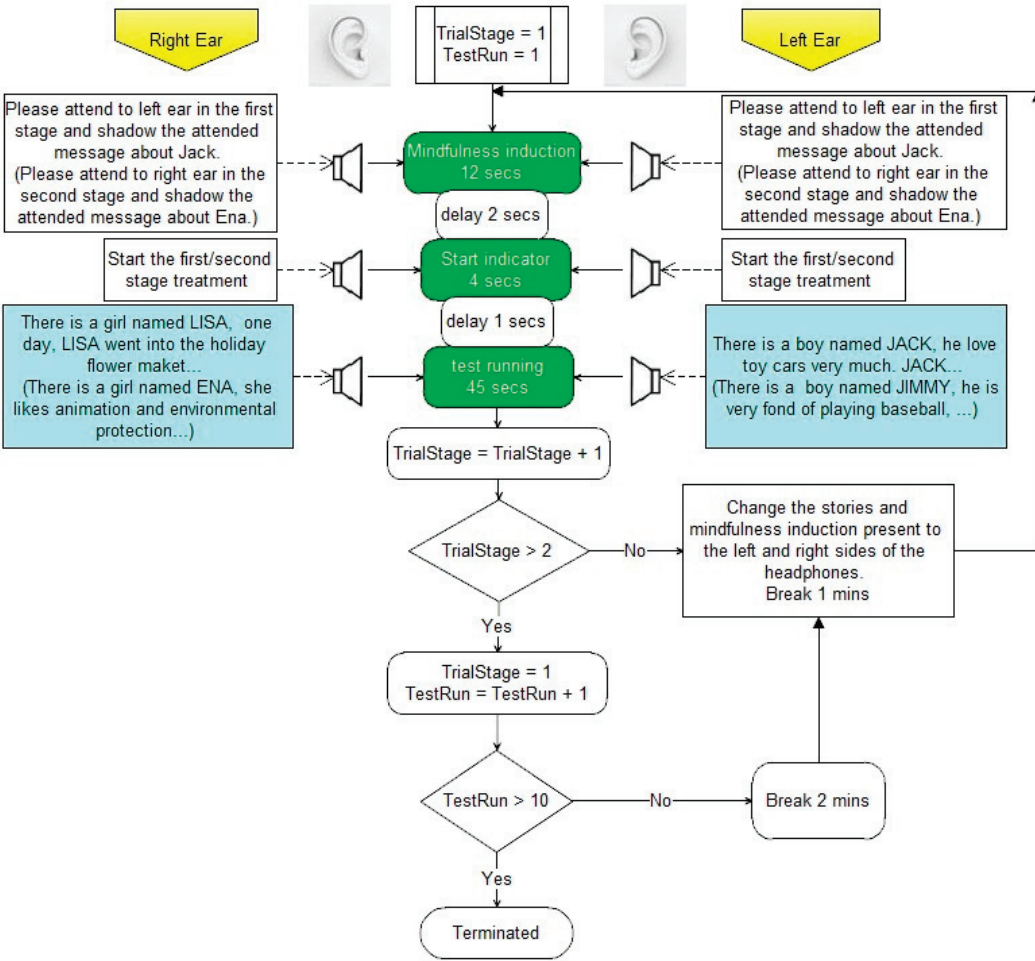 Right Ear
TrialStage = 1
TestRun = 1
Left Ear
Please attend to left ear in the first
stage and shadow the attended
message about Jack.
(Please attend to right ear in the
second stage and shadow the
attended message about Ena.)
Mindfulness induction
12 secs
Please attend to left ear in the first
stage and shadow the attended
message about Jack.
(Please attend to right ear in the
second stage and shadow the
attended message about Ena.)
delay 2 secs
Start the first/second
stage treatment
Start indicator
4 secs
Start the first/second
stage treatment
delay 1 secs
There is a girl named LISA, one
day, LISA went into the holiday
flower maket...
(There is a girl named ENA, she
likes animation and environmental
protection...)
test running
45 secs
There is a boy named JACK, he love
toy cars very much. JACK...
(There is a boy named JIMMY, he is
very fond of playing baseball, ...)
TrialStage = TrialStage + 1
TrialStage > 2
No
Change the stories and
mindfulness induction present to
the left and right sides of the
headphones.
Break 1 mins
Yes
TrialStage = 1
TestRun = TestRun + 1
TestRun > 10
No
Break 2 mins
Yes
Terminated